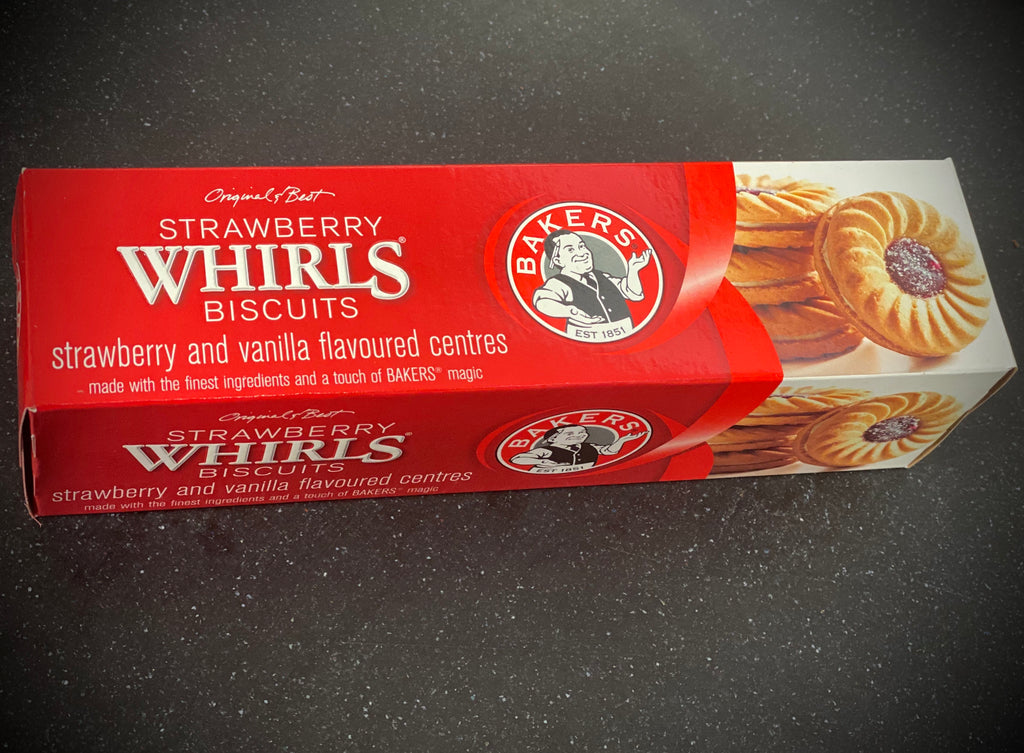 Original & Best
STRAWBERRY
WHIRLS®
BISCUITS
strawberry and vanilla flavoured centres
made with the finest ingredients and a touch of BAKERS® magic
BAKERS
EST 1851
Original & Best
STRAWBERRY
WHIRLS®
BISCUITS
strawberry and vanilla flavoured centres
made with the finest ingredients and a touch of BAKERS® magic
BAKERS
EST 1851